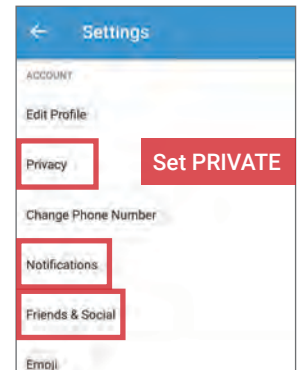 ← Settings
ACCOUNT
Edit Profile
Privacy
Set PRIVATE
Change Phone Number
Notifications
Friends & Social
Emoji